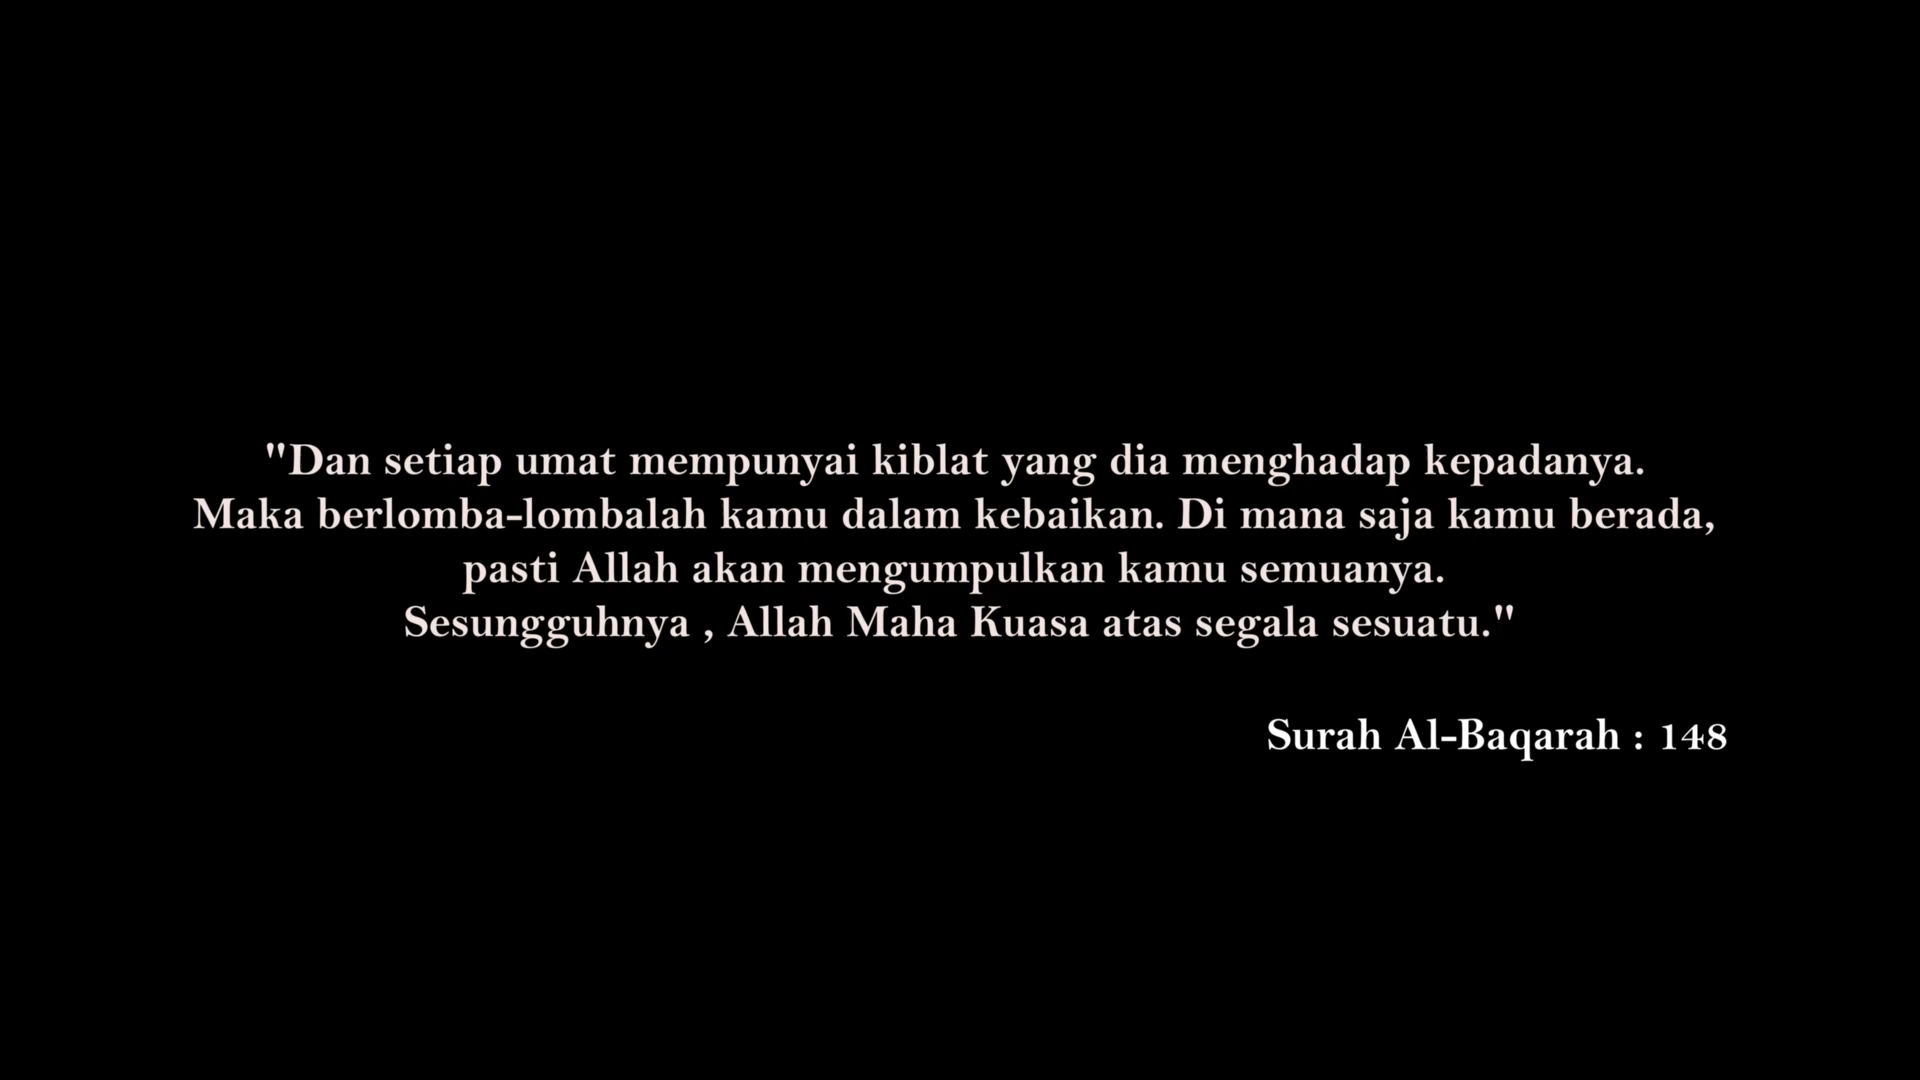 "Dan setiap umat mempunyai kiblat yang dia menghadap kepadanya.
Maka berlomba-lombalah kamu dalam kebaikan. Di mana saja kamu berada,
pasti Allah akan mengumpulkan kamu semuanya.
Sesungguhnya , Allah Maha Kuasa atas segala sesuatu."
Surah Al-Baqarah : 148